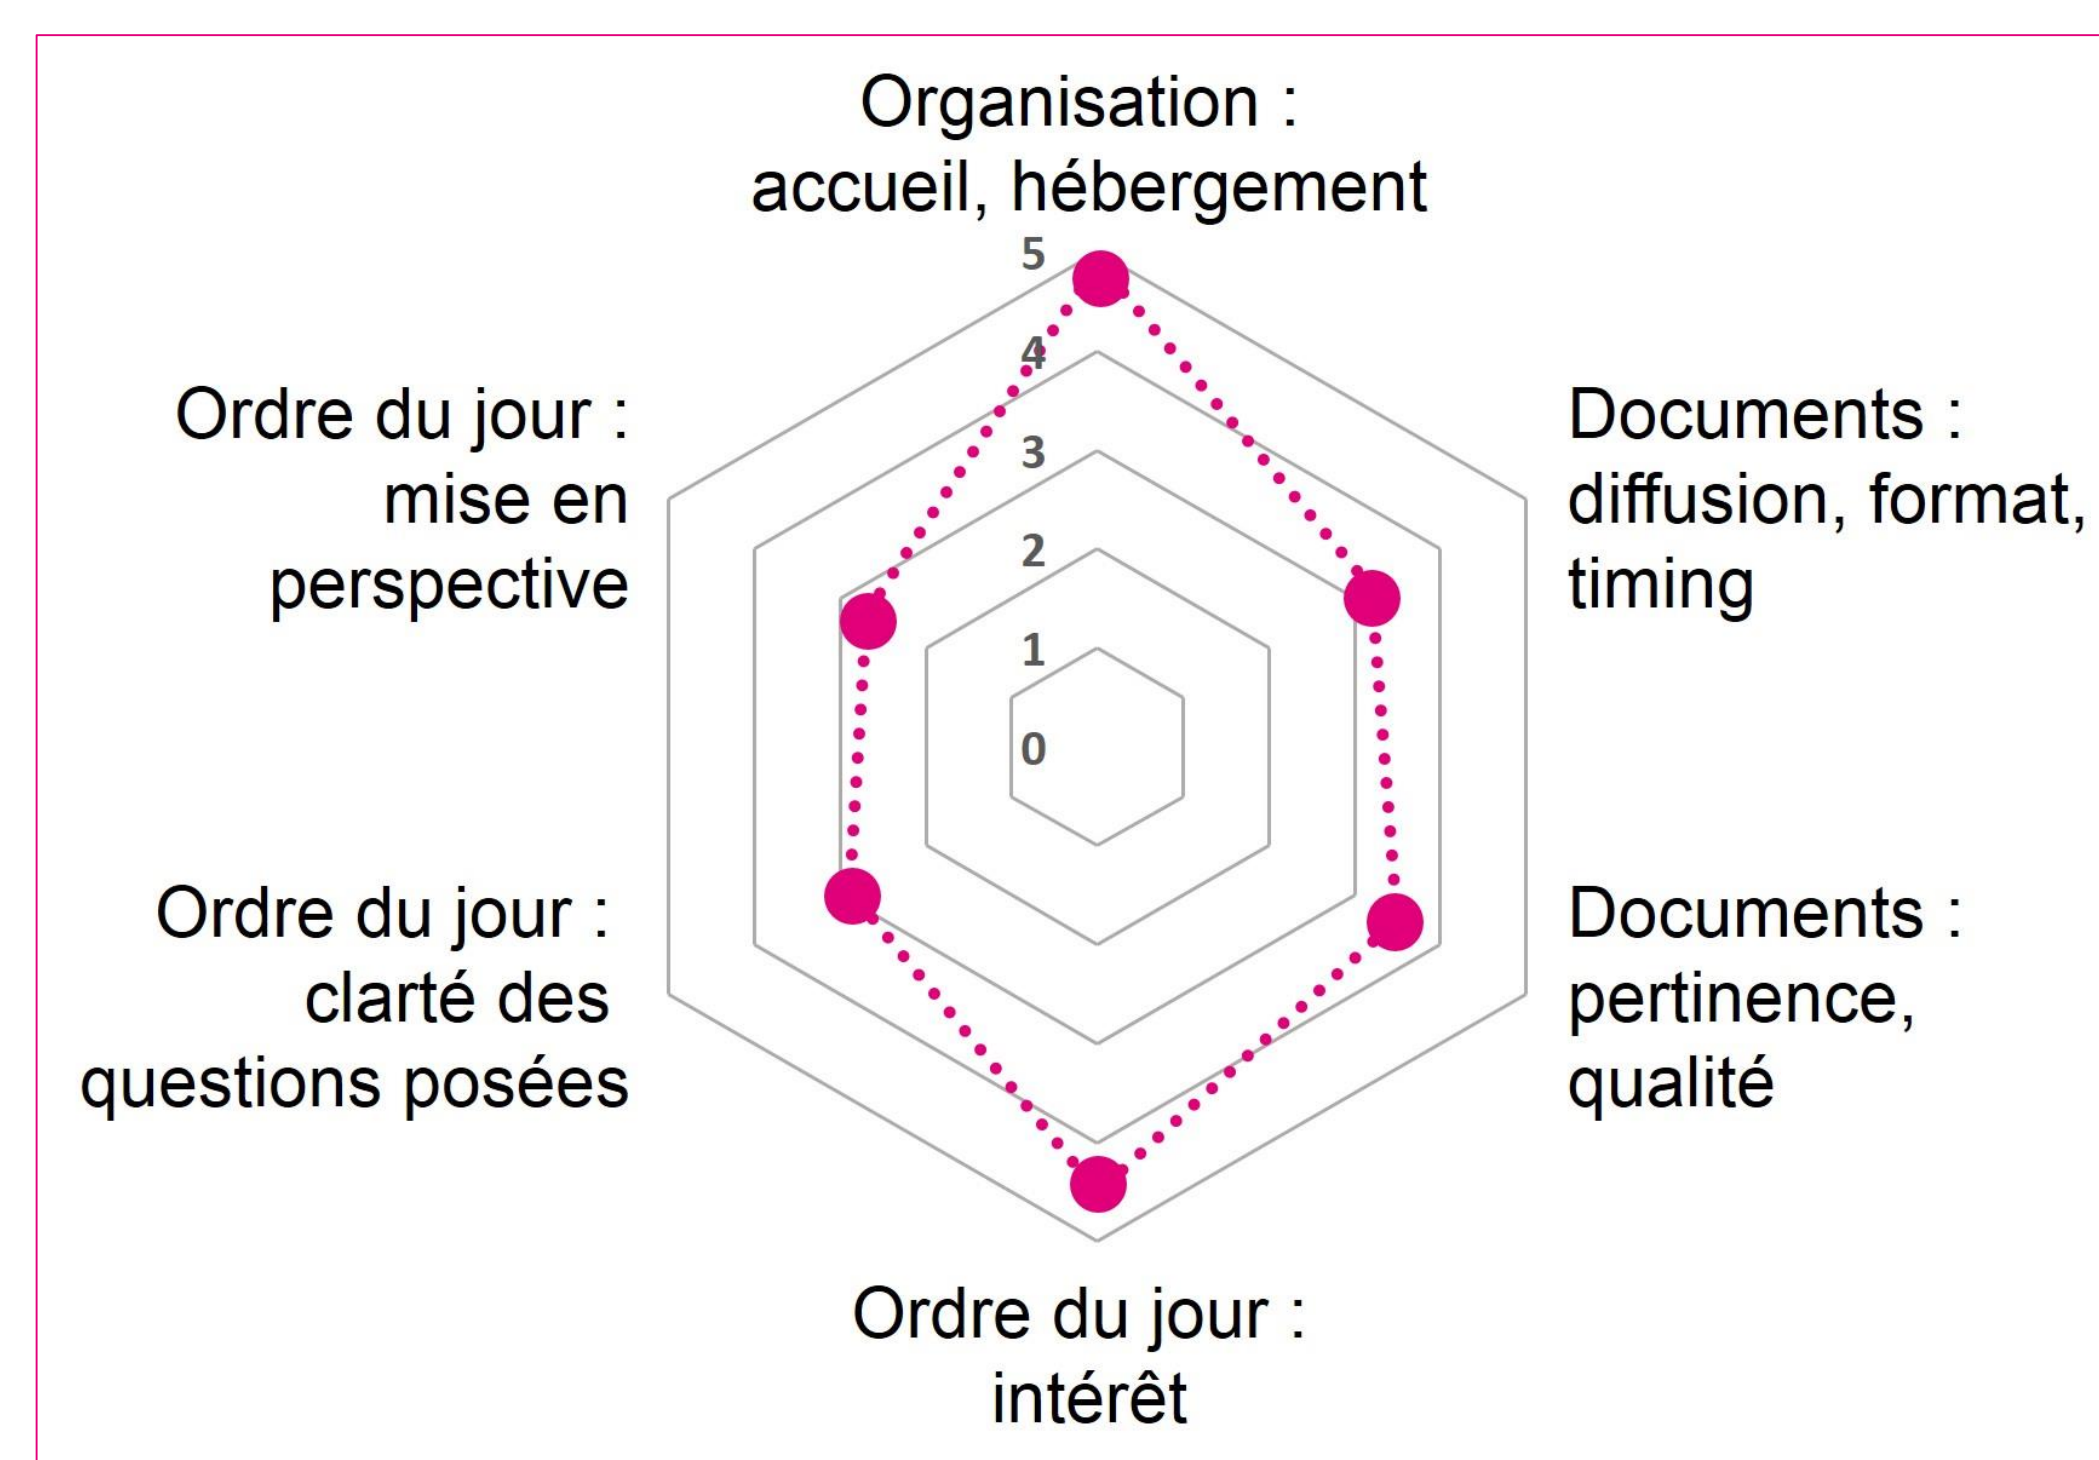 Organisation :
accueil, hébergement
5
4
3
2
1
0
Documents :
diffusion, format,
timing
Documents :
pertinence,
qualité
Ordre du jour :
intérêt
Ordre du jour :
clarté des
questions posées
Ordre du jour :
mise en
perspective